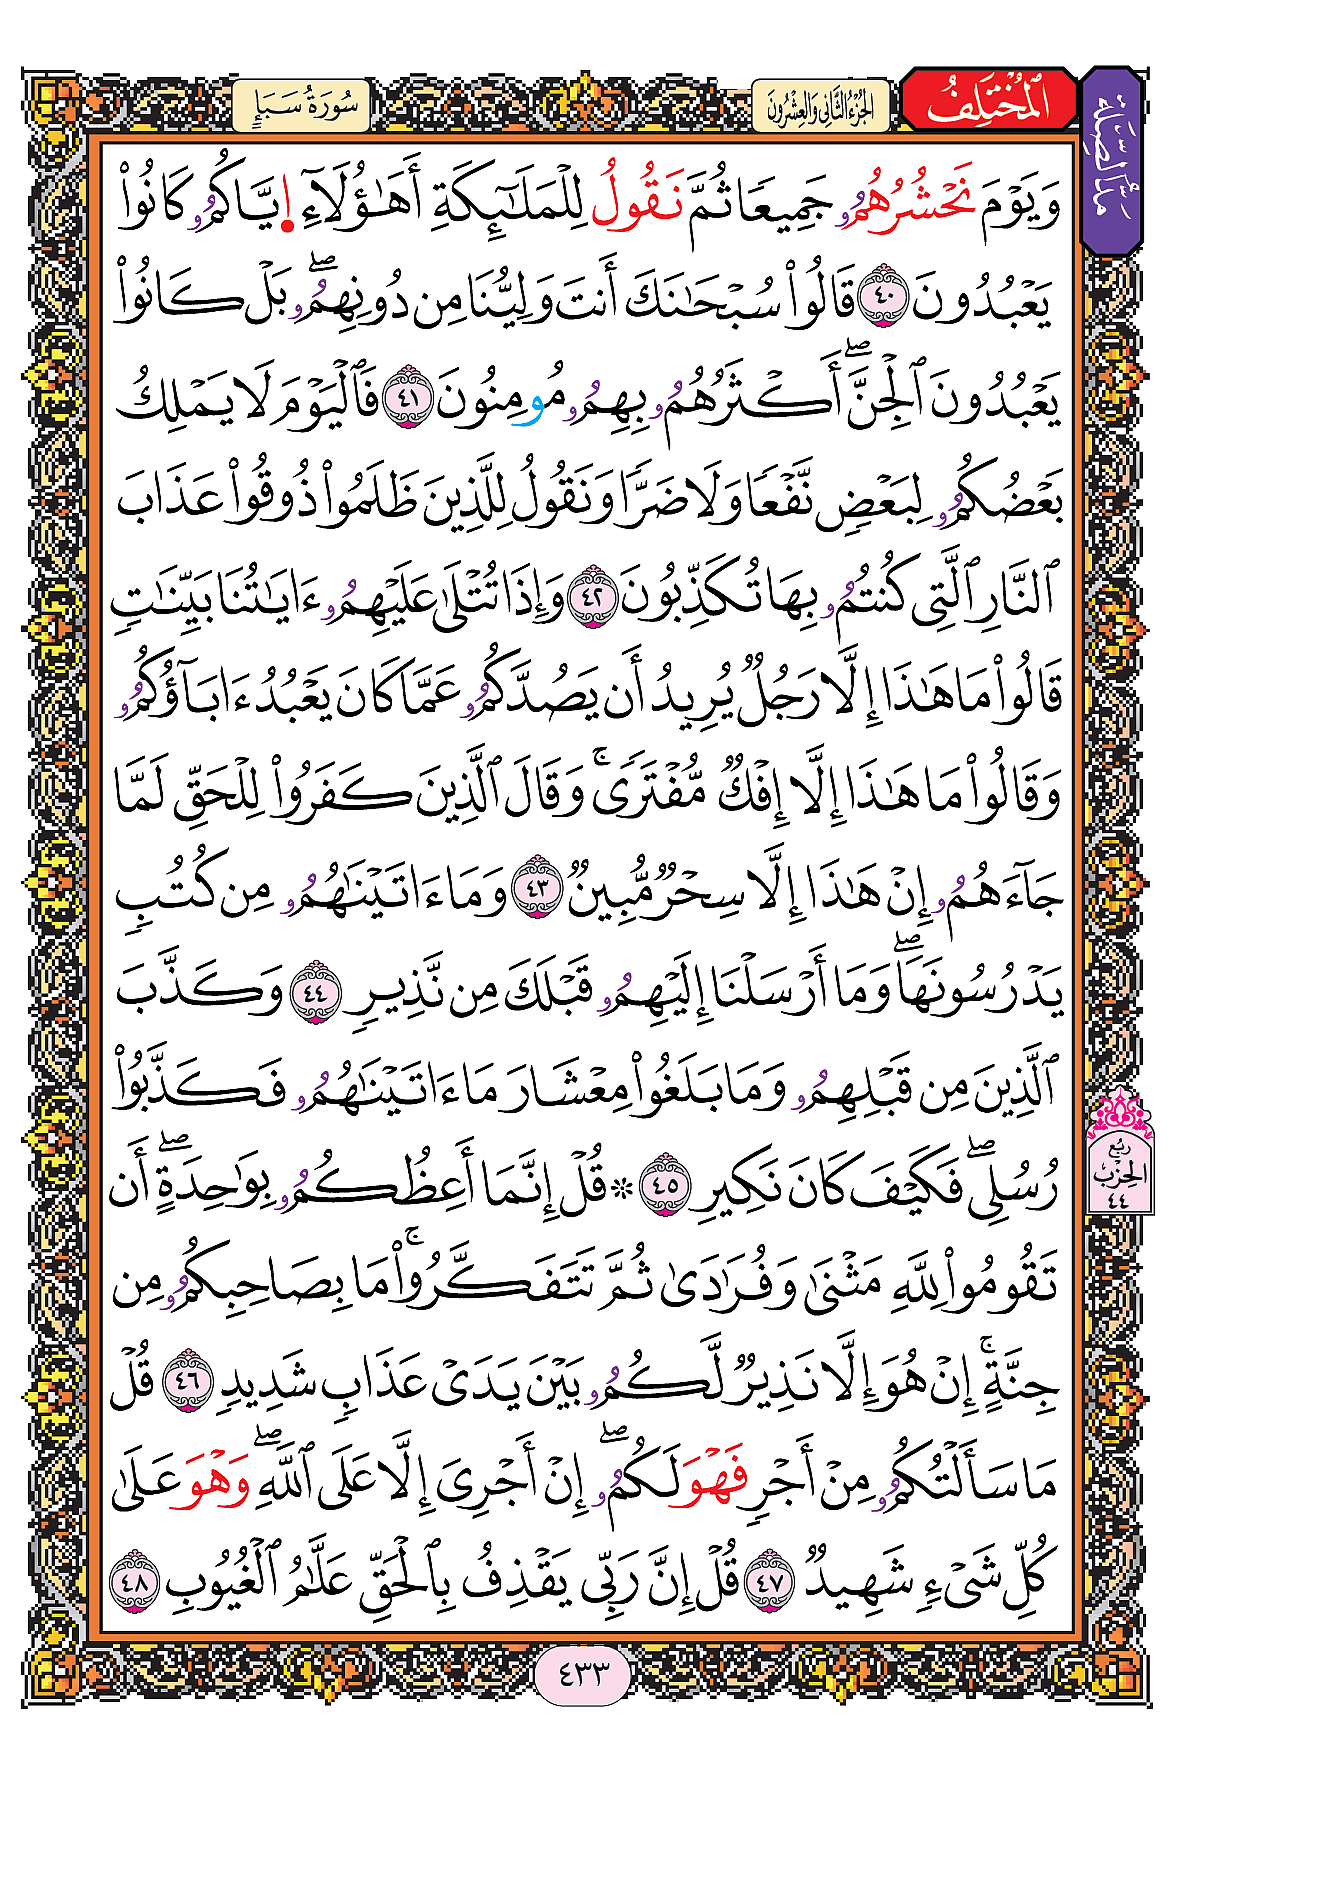 سُورَةُ سَبَإٍ
الجُزْءُ الثَّانِي وَالعِشْرُونَ
ٱلْمُخْتَلِفُ
مَدُّ الصِّلَة
وَيَوْمَ نَحْشُرُهُمُۥ جَمِيعًا ثُمَّ نَقُولُ لِلْمَلَٰٓئِكَةِ أَهَٰؤُلَآءِ ا۪يَّاكُمُۥ كَانُوا۟
يَعْبُدُونَ ٤٠ قَالُوا۟ سُبْحَٰنَكَ أَنتَ وَلِيُّنَا مِن دُونِهِمُۥۖ بَلْ كَانُوا۟
يَعْبُدُونَ ٱلْجِنَّۖ أَكْثَرُهُمُۥ بِهِمُۥ مُومِنُونَ ٤١ فَٱلْيَوْمَ لَا يَمْلِكُ
بَعْضُكُمُۥ لِبَعْضٍ نَّفْعًا وَلَا ضَرًّا وَنَقُولُ لِلَّذِينَ ظَلَمُوا۟ ذُوقُوا۟ عَذَابَ
ٱلنَّارِ ٱلَّتِى كُنتُمُۥ بِهَا تُكَذِّبُونَ ٤٢ وَإِذَا تُتْلَىٰ عَلَيْهِمُۥ ءَايَٰتُنَا بَيِّنَٰتٍ
قَالُوا۟ مَا هَٰذَا إِلَّا رَجُلٌ يُرِيدُ أَن يَصُدَّكُمُۥ عَمَّا كَانَ يَعْبُدُ ءَابَآؤُكُمُۥ
وَقَالُوا۟ مَا هَٰذَا إِلَّا إِفْكٌ مُّفْتَرًىۚ وَقَالَ ٱلَّذِينَ كَفَرُوا۟ لِلْحَقِّ لَمَّا
جَآءَهُمُۥ إِنْ هَٰذَا إِلَّا سِحْرٌ مُّبِينٌ ٤٣ وَمَا ءَاتَيْنَٰهُمُۥ مِن كُتُبٍ
يَدْرُسُونَهَاۖ وَمَا أَرْسَلْنَا إِلَيْهِمُۥ قَبْلَكَ مِن نَّذِيرٍ ٤٤ وَكَذَّبَ
ٱلَّذِينَ مِن قَبْلِهِمُۥ وَمَا بَلَغُوا۟ مِعْشَارَ مَا ءَاتَيْنَٰهُمُۥ فَكَذَّبُوا۟
رُسُلِىۖ فَكَيْفَ كَانَ نَكِيرِ ٤٥ * قُلْ إِنَّمَا أَعِظُكُمُۥ بِوَٰحِدَةٍۖ أَن
تَقُومُوا۟ لِلَّهِ مَثْنَىٰ وَفُرَٰدَىٰ ثُمَّ تَتَفَكَّرُوا۟ۚ مَا بِصَاحِبِكُمُۥ مِن
جِنَّةٍۚ إِنْ هُوَ إِلَّا نَذِيرٌ لَّكُمُۥ بَيْنَ يَدَىْ عَذَابٍ شَدِيدٍ ٤٦ قُلْ
مَا سَأَلْتُكُمُۥ مِنْ أَجْرٍ فَهْوَ لَكُمُۥۖ إِنْ أَجْرِىَ إِلَّا عَلَى ٱللَّهِۖ وَهْوَ عَلَىٰ
كُلِّ شَىْءٍ شَهِيدٌ ٤٧ قُلْ إِنَّ رَبِّى يَقْذِفُ بِٱلْحَقِّ عَلَّٰمُ ٱلْغُيُوبِ ٤٨
رُبْع
الحِزْب
٤٤
٤٣٣